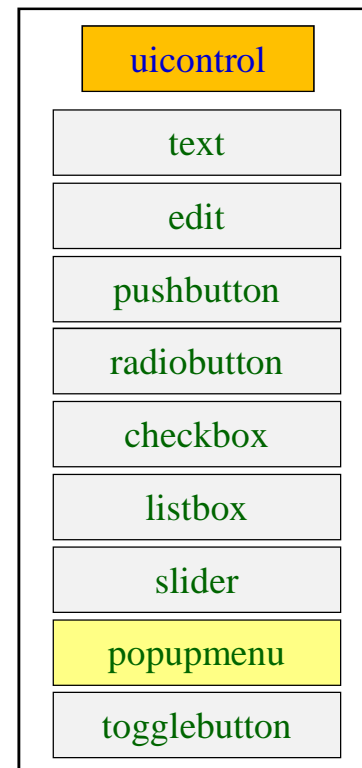 uicontrol
text
edit
pushbutton
radiobutton
checkbox
listbox
slider
popupmenu
togglebutton